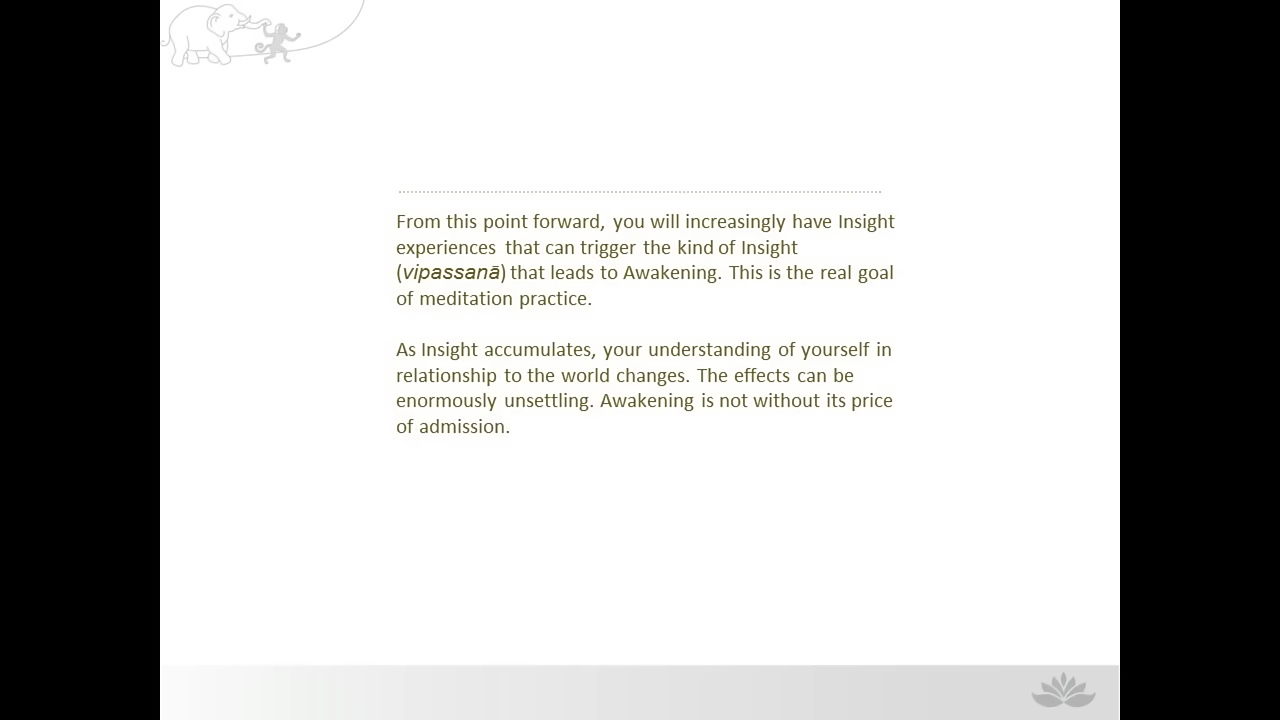 From this point forward, you will increasingly have Insight
experiences that can trigger the kind of Insight
(vipassanā) that leads to Awakening. This is the real goal
of meditation practice.
As Insight accumulates, your understanding of yourself in
relationship to the world changes. The effects can be
enormously unsettling. Awakening is not without its price
of admission.